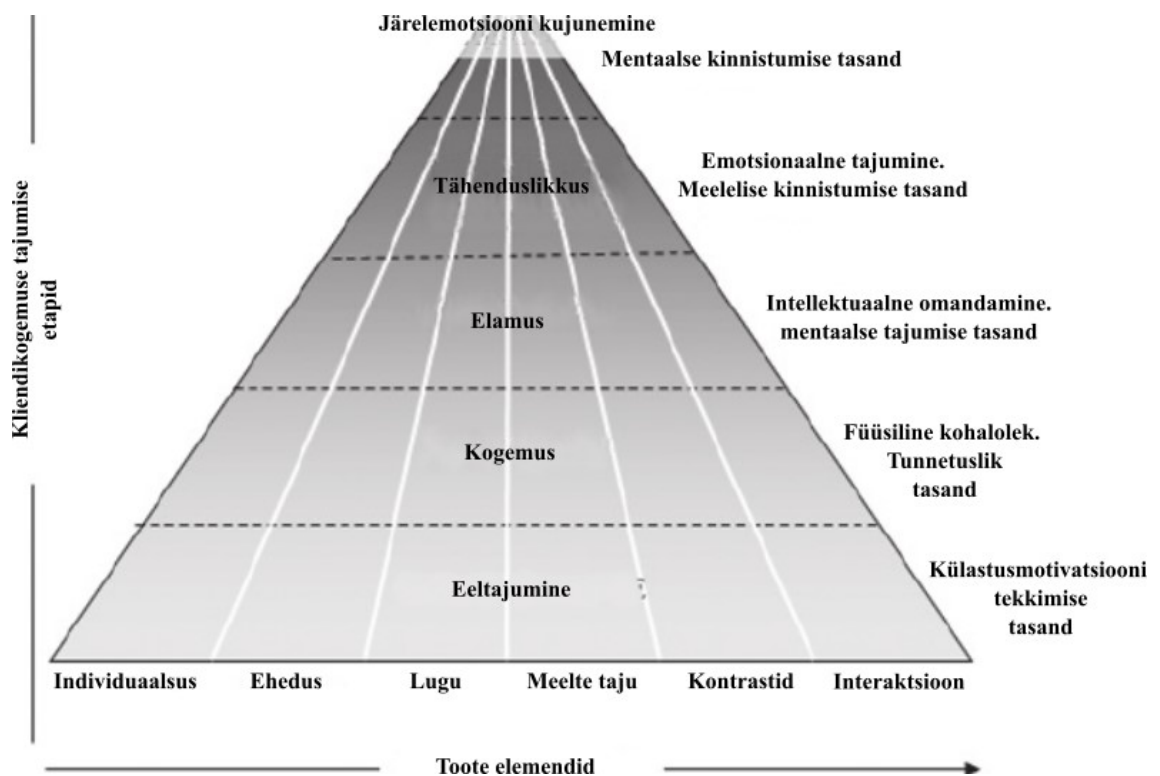 Järelemotsiooni kujunemine
Mentaalse kinnistumise tasand
Tähenduslikkus
Emotsionaalne tajumine.
Meelelise kinnistumise tasand
Elamus
Intellektuaalne omandamine.
mentaalse tajumise tasand
Kliendikogemuse tajumise
etapid
Kogemus
Füüsiline kohalolek.
Tunnetuslik
tasand
Eeltajumine
Külastusmotivatsiooni
tekkimise
tasand
Individuaalsus Ehedus Lugu Meelte taju Kontrastid Interaktsioon
Toote elemendid